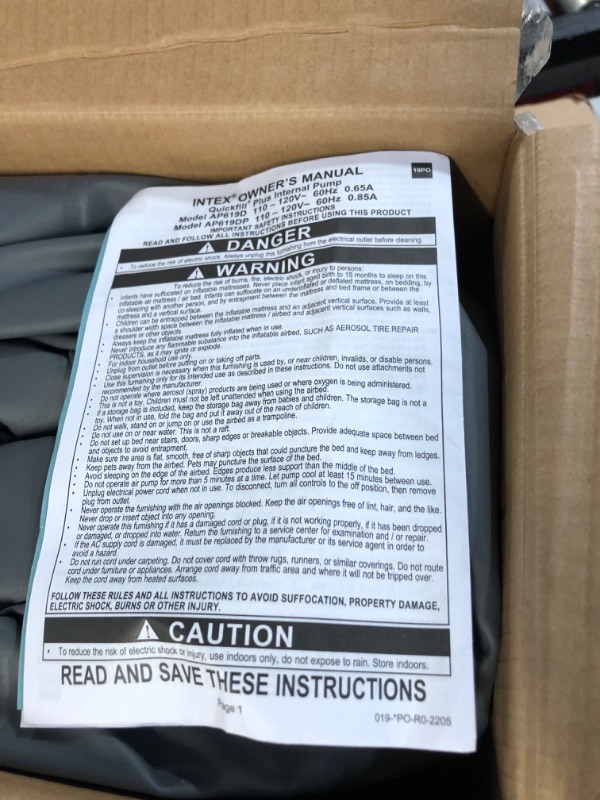 19PO
INTEX® OWNER'S MANUAL
Quickfill Plus Internal Pump
Model AP619D 110 – 120V~ 60Hz 0.65A
Model AP619DP 110 – 120V~ 60Hz 0.85A
IMPORTANT SAFETY INSTRUCTIONS
READ AND FOLLOW ALL INSTRUCTIONS BEFORE USING THIS PRODUCT
DANGER
• To reduce the risk of electric shock: Always unplug this furnishing from the electrical outlet before cleaning.
WARNING
To reduce the risk of burns, fire, electric shock, or injury to persons:
• Infants have suffocated on inflatable mattresses. Never place infant aged birth to 15 months to sleep on this
inflatable air mattress / air bed. Infants can suffocate on an underinflated or deflated mattress, on bedding, by
co-sleeping with another person, and by entrapment between the mattress and bed frame or between the
mattress and a vertical surface.
• Children can be entrapped between the inflatable mattress and an adjacent vertical surface. Provide at least
a shoulder width space between the inflatable mattress / airbed and adjacent vertical surfaces such as walls,
dressers or other objects.
• Always keep the inflatable mattress fully inflated when in use.
• Never introduce any flammable substance into the inflatable airbed, SUCH AS AEROSOL TIRE REPAIR
PRODUCTS, as it may ignite or explode.
• For indoor household use only.
• Unplug from outlet before putting on or taking off parts.
• Close supervision is necessary when this furnishing is used by, or near children, invalids, or disable persons.
• Use this furnishing only for its intended use as described in these instructions. Do not use attachments not
recommended by the manufacturer.
• Do not operate where aerosol (spray) products are being used or where oxygen is being administered.
• This is not a toy. Children must be not left unattended when using the airbed.
• If a storage bag is included, keep the storage bag away from babies and children. The storage bag is not a
toy. When not in use, fold the bag and put it away out of the reach of children.
• Do not walk, stand on or jump on or use the airbed as a trampoline.
• Do not use on or near water. This is not a raft.
• Do not set up bed near stairs, doors, sharp edges or breakable objects. Provide adequate space between bed
and objects to avoid entrapment.
• Make sure the area is flat, smooth, free of sharp objects that could puncture the bed and keep away from ledges.
• Keep pets away from the airbed. Pets may puncture the surface of the bed.
• Avoid sleeping on the edge of the airbed. Edges produce less support than the middle of the bed.
• Do not operate air pump for more than 5 minutes at a time. Let pump cool at least 15 minutes between use.
• Unplug electrical power cord when not in use. To disconnect, turn all controls to the off position, then remove
plug from outlet.
• Never operate the furnishing with the air openings blocked. Keep the air openings free of lint, hair, and the like.
Never drop or insert object into any opening.
• Never operate this furnishing if it has a damaged cord or plug, if it is not working properly, if it has been dropped
or damaged, or dropped into water. Return the furnishing to a service center for examination and / or repair.
• If the AC supply cord is damaged, it must be replaced by the manufacturer or its service agent in order to
avoid a hazard.
• Do not run cord under carpeting. Do not cover cord with throw rugs, runners, or similar coverings. Do not route
cord under furniture or appliances. Arrange cord away from traffic area and where it will not be tripped over.
• Keep the cord away from heated surfaces.
FOLLOW THESE RULES AND ALL INSTRUCTIONS TO AVOID SUFFOCATION, PROPERTY DAMAGE,
ELECTRIC SHOCK, BURNS OR OTHER INJURY.
CAUTION
• To reduce the risk of electric shock or injury, use indoors only, do not expose to rain. Store indoors.
READ AND SAVE THESE INSTRUCTIONS
Page 1
019-*PO-R0-2205